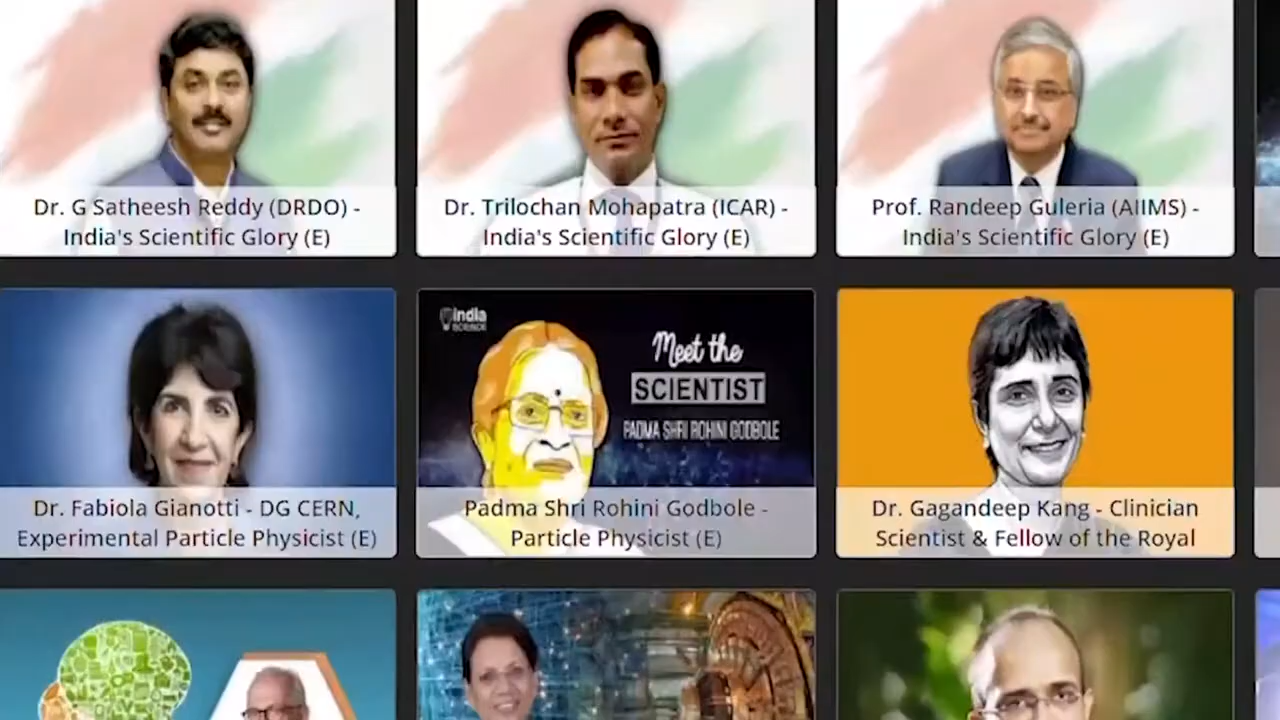 Dr. G Satheesh Reddy (DRDO) -
India's Scientific Glory (E)
Dr. Trilochan Mohapatra (ICAR) -
India's Scientific Glory (E)
Prof. Randeep Guleria (AIIMS) -
India's Scientific Glory (E)
india
SCIENCE
Meet the
SCIENTIST
PADMA SHRI ROHINI GODBOLE
Dr. Fabiola Gianotti - DG CERN,
Experimental Particle Physicist (E)
Padma Shri Rohini Godbole -
Particle Physicist (E)
Dr. Gagandeep Kang - Clinician
Scientist & Fellow of the Royal